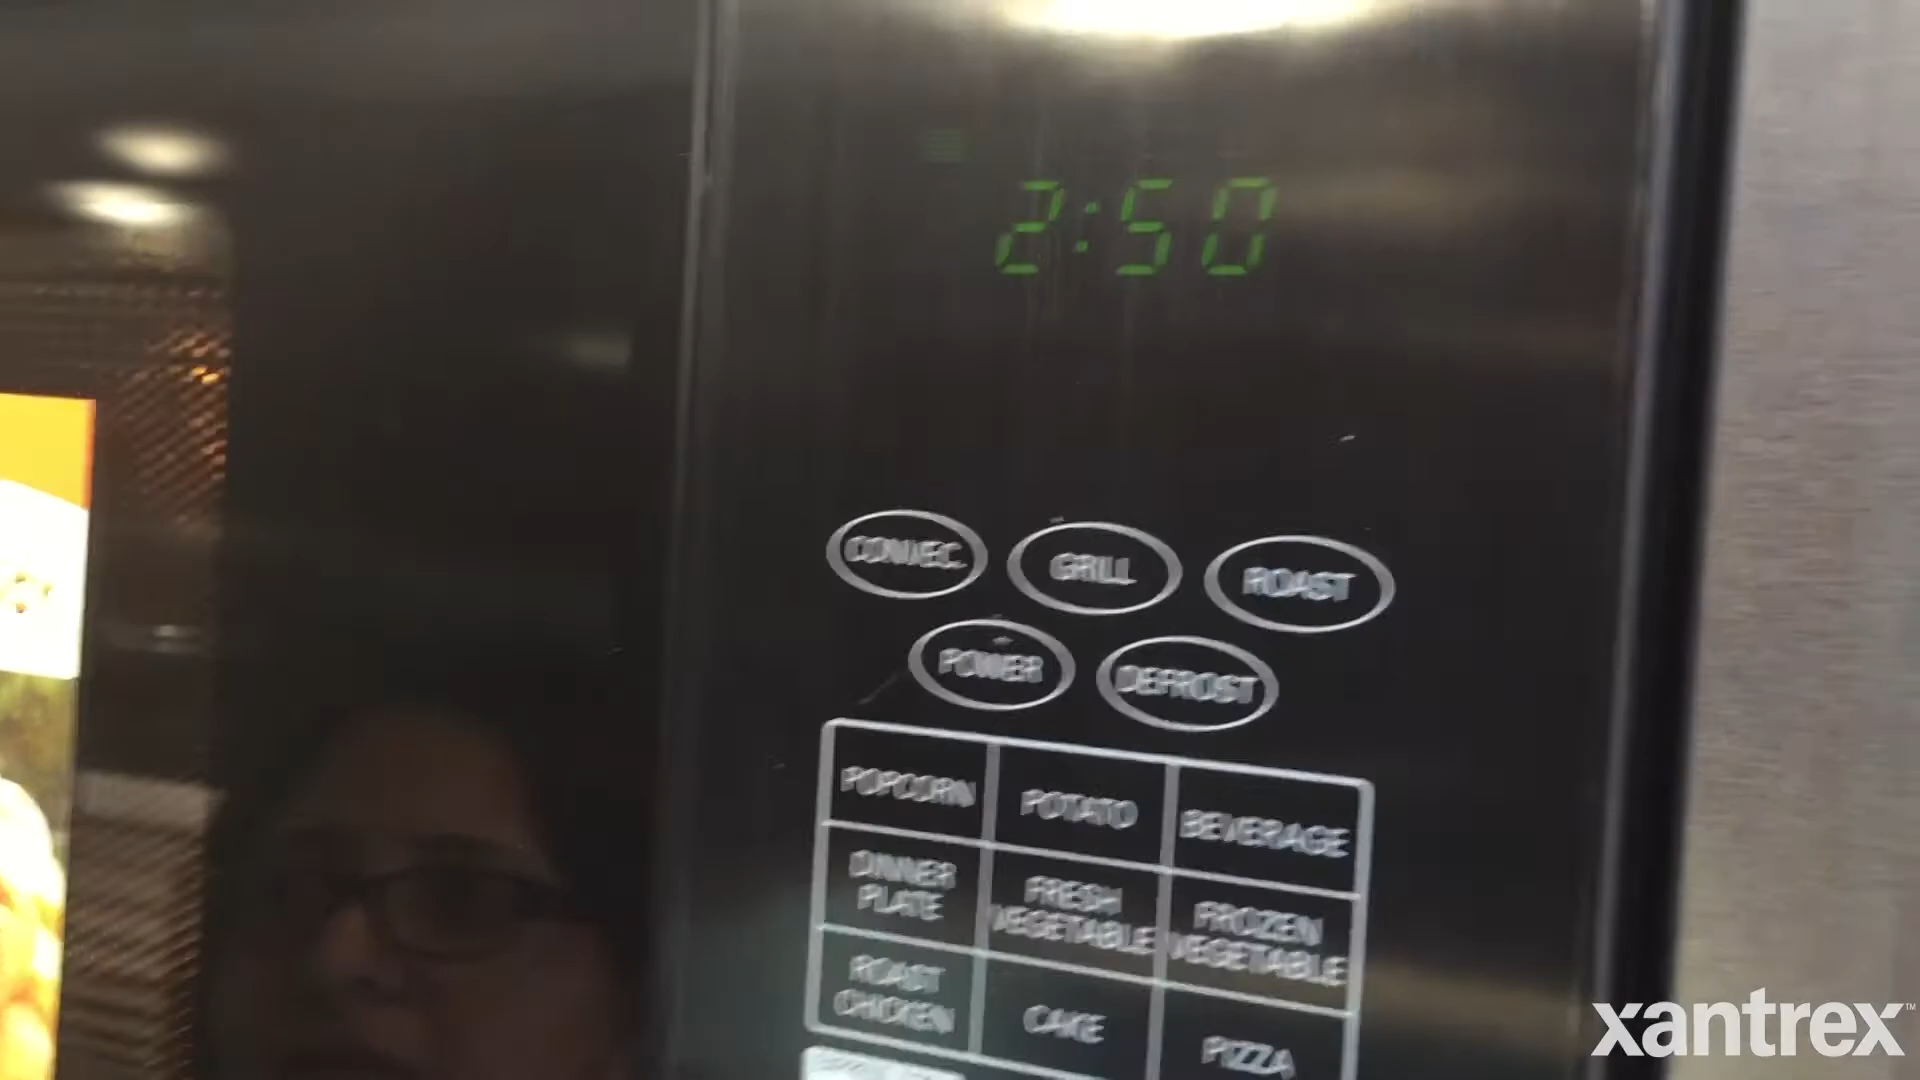 2:50
CONVEC.
GRILL
ROAST
POWER
DEFROST
POPCORN
POTATO
BEVERAGE
DINNER
PLATE
FRESH
VEGETABLE
FROZEN
VEGETABLE
ROAST
CHICKEN
CAKE
PIZZA
xantrex™